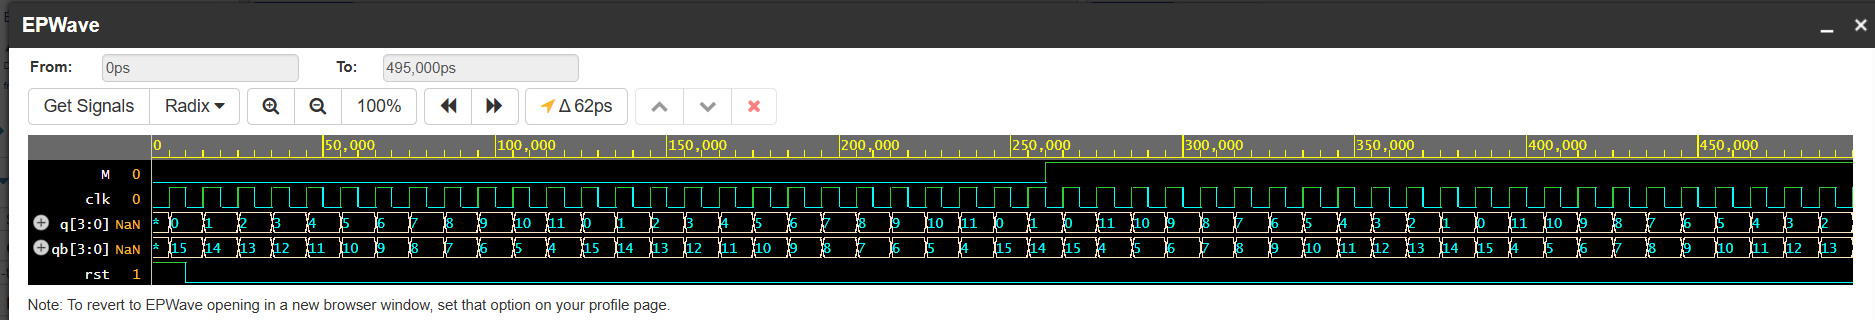 EPWave
From: 0ps To: 495,000ps
Get Signals Radix 100% Δ 62ps
0 50,000 100,000 150,000 200,000 250,000 300,000 350,000 400,000 450,000
M 0
clk 0
q[3:0] NaN * 0 1 2 3 4 5 6 7 8 9 10 11 0 1 2 3 4 5 6 7 8 9 10 11 0 1 0 11 10 9 8 7 6 5 4 3 2 1 0 11 10 9 8 7 6 5 4 3 2
qb[3:0] NaN * 15 14 13 12 11 10 9 8 7 6 5 4 15 14 13 12 11 10 9 8 7 6 5 4 15 14 15 4 5 6 7 8 9 10 11 12 13 14 15 4 5 6 7 8 9 10 11 12 13
rst 1
Note: To revert to EPWave opening in a new browser window, set that option on your profile page.